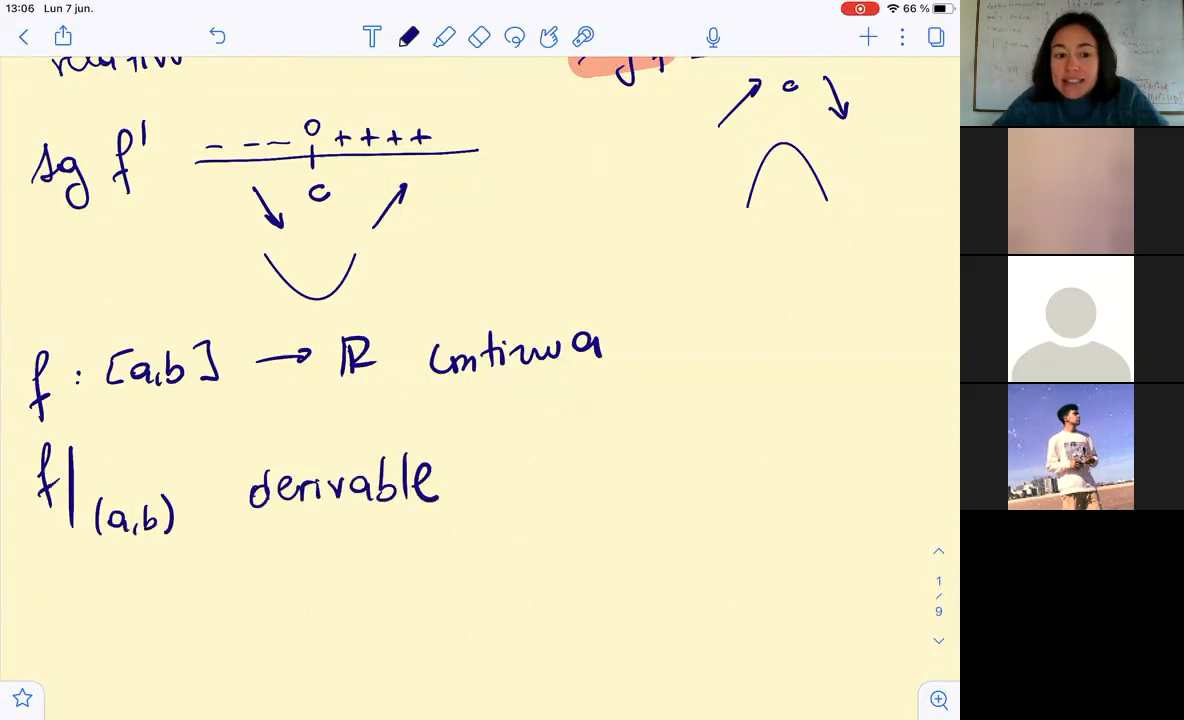 13:06 Lun 7 jun. 66 %
sg f' - - - 0 + + + +
c
c
f : [a,b] → ℝ continua
f|(a,b) derivable
1
/
9